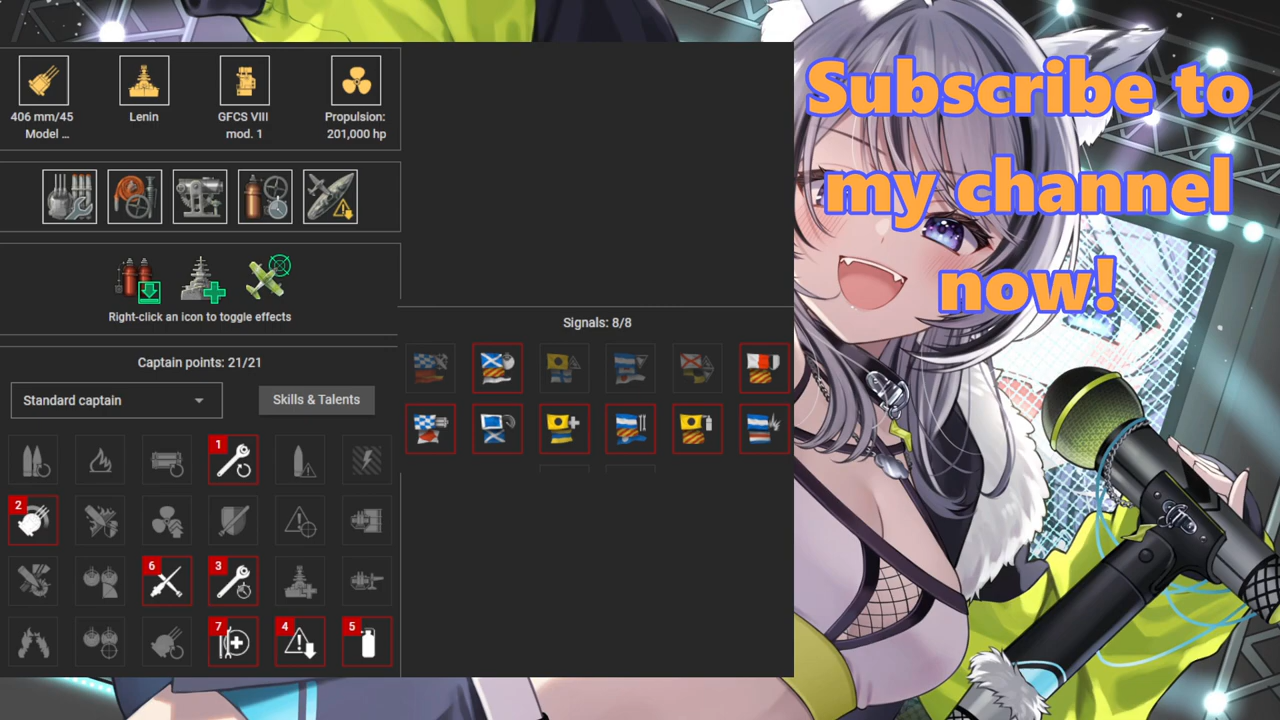 406 mm/45
Model ...
Lenin
GFCS VIII
mod. 1
Propulsion:
201,000 hp
Right-click an icon to toggle effects
Captain points: 21/21
Standard captain
Skills & Talents
1
2
6
3
7
4
5
Signals: 8/8
Subscribe to
my channel
now!